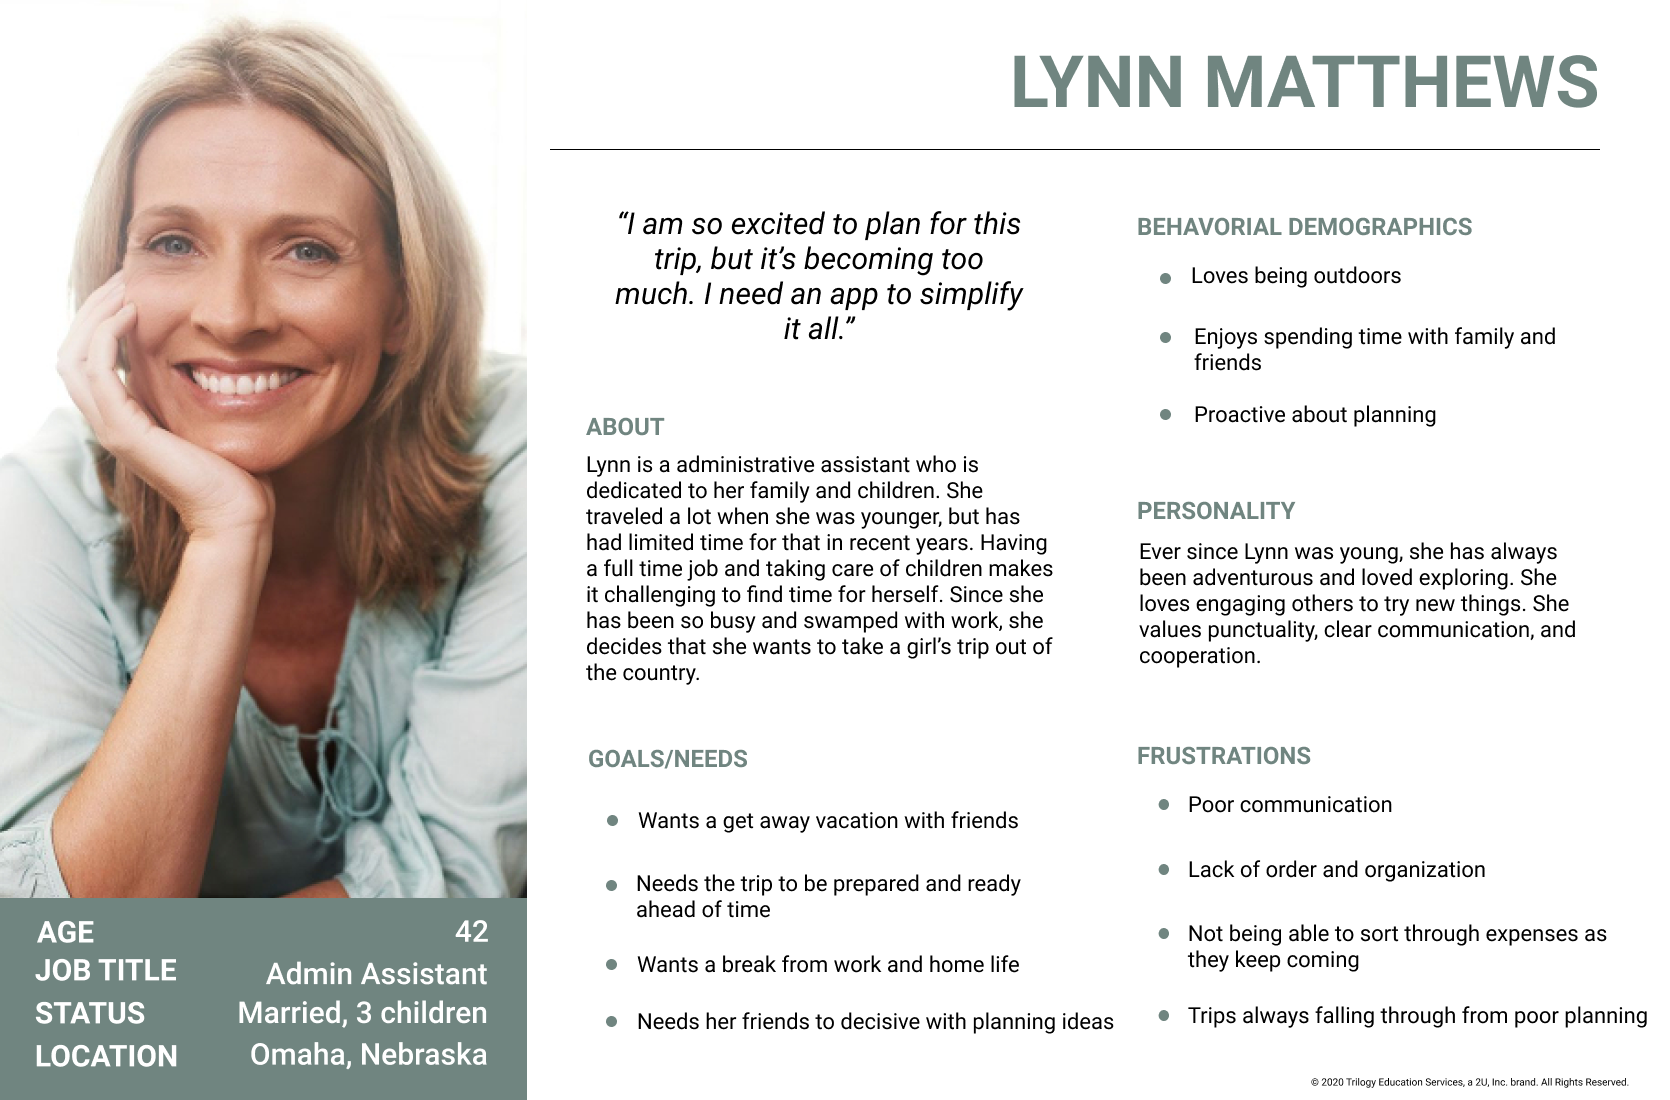 LYNN MATTHEWS
“I am so excited to plan for this
trip, but it’s becoming too
much. I need an app to simplify
it all.”
ABOUT
Lynn is a administrative assistant who is
dedicated to her family and children. She
traveled a lot when she was younger, but has
had limited time for that in recent years. Having
a full time job and taking care of children makes
it challenging to find time for herself. Since she
has been so busy and swamped with work, she
decides that she wants to take a girl’s trip out of
the country.
GOALS/NEEDS
Wants a get away vacation with friends
Needs the trip to be prepared and ready
ahead of time
Wants a break from work and home life
Needs her friends to decisive with planning ideas
BEHAVORIAL DEMOGRAPHICS
Loves being outdoors
Enjoys spending time with family and
friends
Proactive about planning
PERSONALITY
Ever since Lynn was young, she has always
been adventurous and loved exploring. She
loves engaging others to try new things. She
values punctuality, clear communication, and
cooperation.
FRUSTRATIONS
Poor communication
Lack of order and organization
Not being able to sort through expenses as
they keep coming
Trips always falling through from poor planning
AGE 42
JOB TITLE Admin Assistant
STATUS Married, 3 children
LOCATION Omaha, Nebraska
© 2020 Trilogy Education Services, a 2U, Inc. brand. All Rights Reserved.